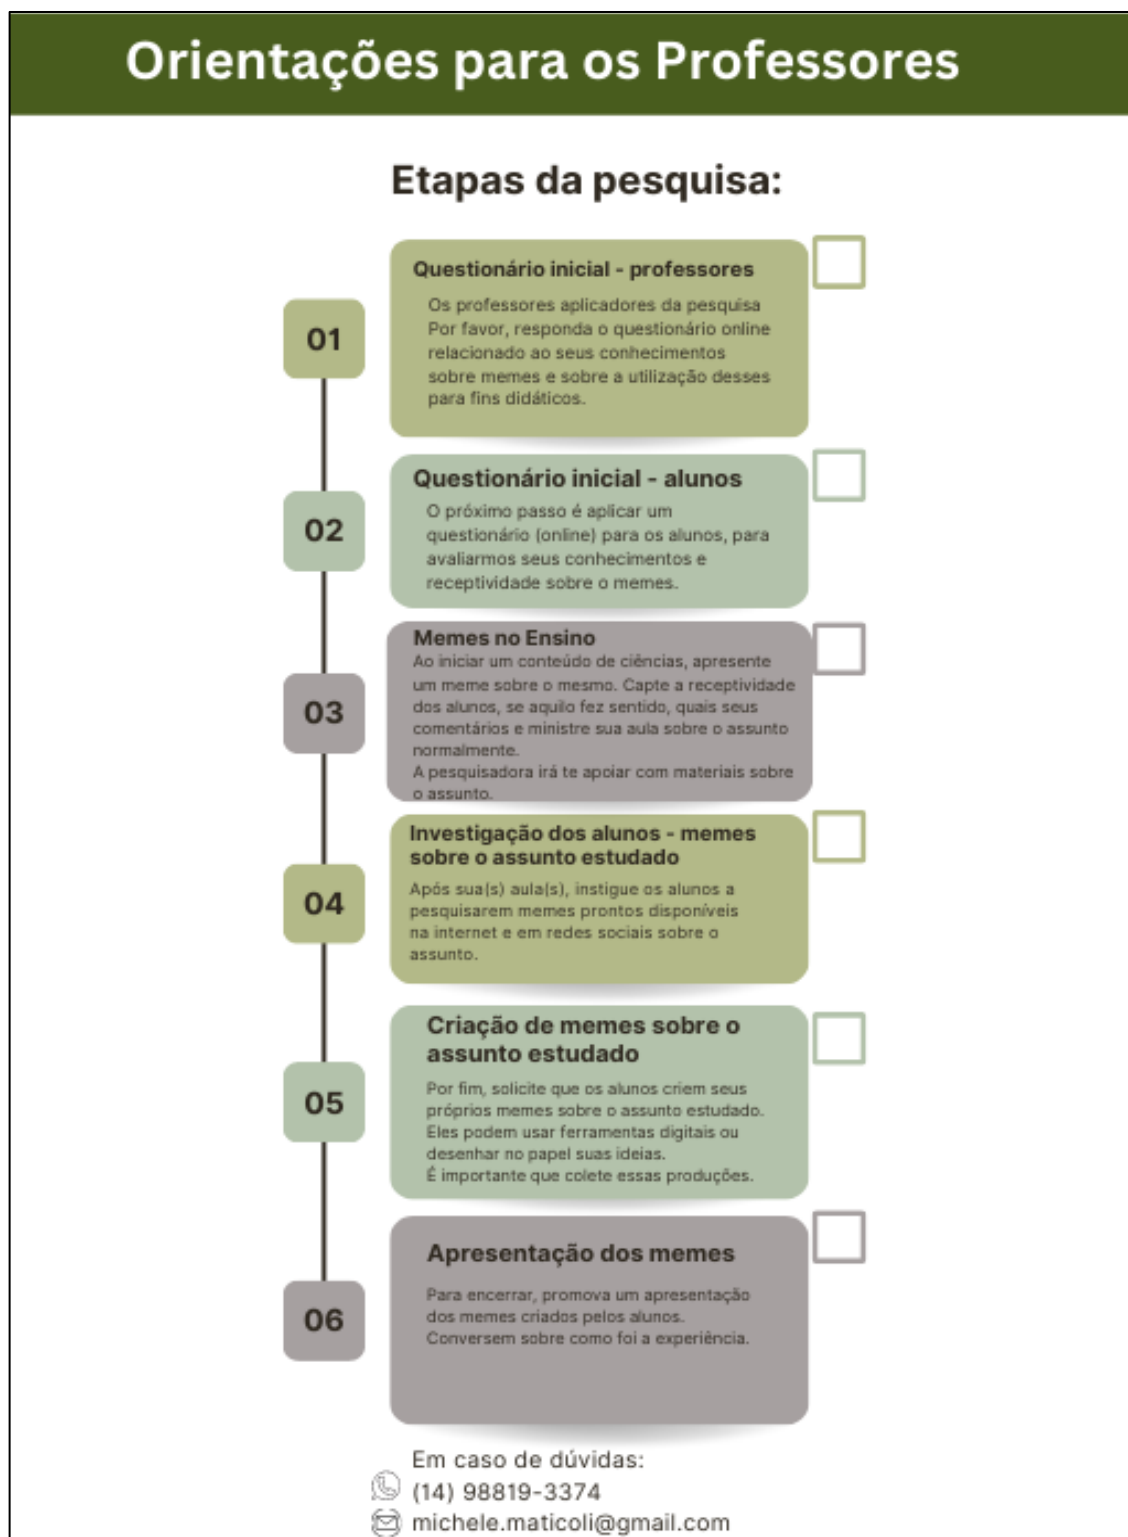 Orientações para os Professores
Etapas da pesquisa:
01
Questionário inicial - professores
Os professores aplicadores da pesquisa
Por favor, responda o questionário online
relacionado ao seus conhecimentos
sobre memes e sobre a utilização desses
para fins didáticos.
02
Questionário inicial - alunos
O próximo passo é aplicar um
questionário (online) para os alunos, para
avaliarmos seus conhecimentos e
receptividade sobre o memes.
03
Memes no Ensino
Ao iniciar um conteúdo de ciências, apresente
um meme sobre o mesmo. Capte a receptividade
dos alunos, se aquilo fez sentido, quais seus
comentários e ministre sua aula sobre o assunto
normalmente.
A pesquisadora irá te apoiar com materiais sobre
o assunto.
04
Investigação dos alunos - memes
sobre o assunto estudado
Após sua(s) aula(s), instigue os alunos a
pesquisarem memes prontos disponíveis
na internet e em redes sociais sobre o
assunto.
05
Criação de memes sobre o
assunto estudado
Por fim, solicite que os alunos criem seus
próprios memes sobre o assunto estudado.
Eles podem usar ferramentas digitais ou
desenhar no papel suas ideias.
É importante que colete essas produções.
06
Apresentação dos memes
Para encerrar, promova um apresentação
dos memes criados pelos alunos.
Conversem sobre como foi a experiência.
Em caso de dúvidas:
(14) 98819-3374
michele.maticoli@gmail.com